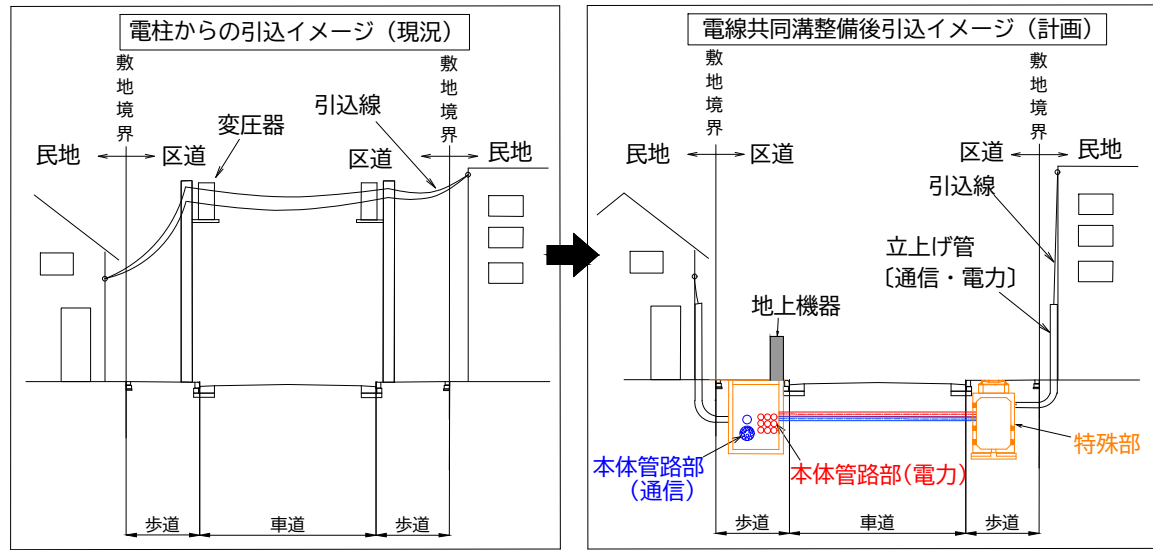 電柱からの引込イメージ（現況）
敷地境界
敷地境界
変圧器
引込線
民地
区道
区道
民地
歩道
車道
歩道
電線共同溝整備後引込イメージ（計画）
敷地境界
敷地境界
民地
区道
区道
民地
引込線
立上げ管
〔通信・電力〕
地上機器
特殊部
本体管路部
（通信）
本体管路部（電力）
歩道
車道
歩道